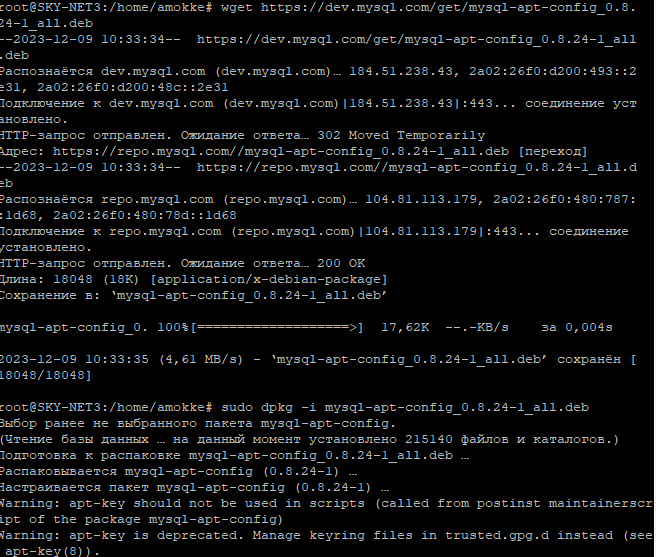 root@SKY-NET3:/home/amokke# wget https://dev.mysql.com/get/mysql-apt-config_0.8.
24-1_all.deb
--2023-12-09 10:33:34--  https://dev.mysql.com/get/mysql-apt-config_0.8.24-1_all
.deb
Распознаётся dev.mysql.com (dev.mysql.com)… 184.51.238.43, 2a02:26f0:d200:493::2
e31, 2a02:26f0:d200:48c::2e31
Подключение к dev.mysql.com (dev.mysql.com)|184.51.238.43|:443... соединение уст
ановлено.
HTTP-запрос отправлен. Ожидание ответа… 302 Moved Temporarily
Адрес: https://repo.mysql.com//mysql-apt-config_0.8.24-1_all.deb [переход]
--2023-12-09 10:33:34--  https://repo.mysql.com//mysql-apt-config_0.8.24-1_all.d
eb
Распознаётся repo.mysql.com (repo.mysql.com)… 104.81.113.179, 2a02:26f0:480:787:
:1d68, 2a02:26f0:480:78d::1d68
Подключение к repo.mysql.com (repo.mysql.com)|104.81.113.179|:443... соединение
установлено.
HTTP-запрос отправлен. Ожидание ответа… 200 OK
Длина: 18048 (18K) [application/x-debian-package]
Сохранение в: ‘mysql-apt-config_0.8.24-1_all.deb’
mysql-apt-config_0. 100%[===================>]  17,62K  --.-KB/s    за 0,004s
2023-12-09 10:33:35 (4,61 MB/s) - ‘mysql-apt-config_0.8.24-1_all.deb’ сохранён [
18048/18048]
root@SKY-NET3:/home/amokke# sudo dpkg -i mysql-apt-config_0.8.24-1_all.deb
Выбор ранее не выбранного пакета mysql-apt-config.
(Чтение базы данных … на данный момент установлено 215140 файлов и каталогов.)
Подготовка к распаковке mysql-apt-config_0.8.24-1_all.deb …
Распаковывается mysql-apt-config (0.8.24-1) …
Настраивается пакет mysql-apt-config (0.8.24-1) …
Warning: apt-key should not be used in scripts (called from postinst maintainerscr
ipt of the package mysql-apt-config)
Warning: apt-key is deprecated. Manage keyring files in trusted.gpg.d instead (see
apt-key(8)).